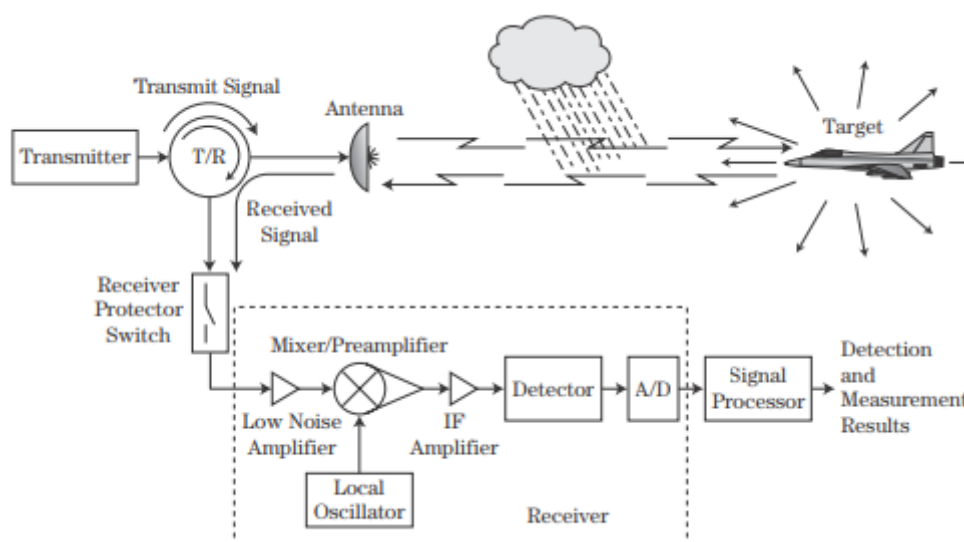 Transmit Signal
Antenna
Target
Transmitter
T/R
Received
Signal
Receiver
Protector
Switch
Mixer/Preamplifier
Detection
and
Measurement
Results
Detector
A/D
Signal
Processor
Low Noise
Amplifier
IF
Amplifier
Local
Oscillator
Receiver